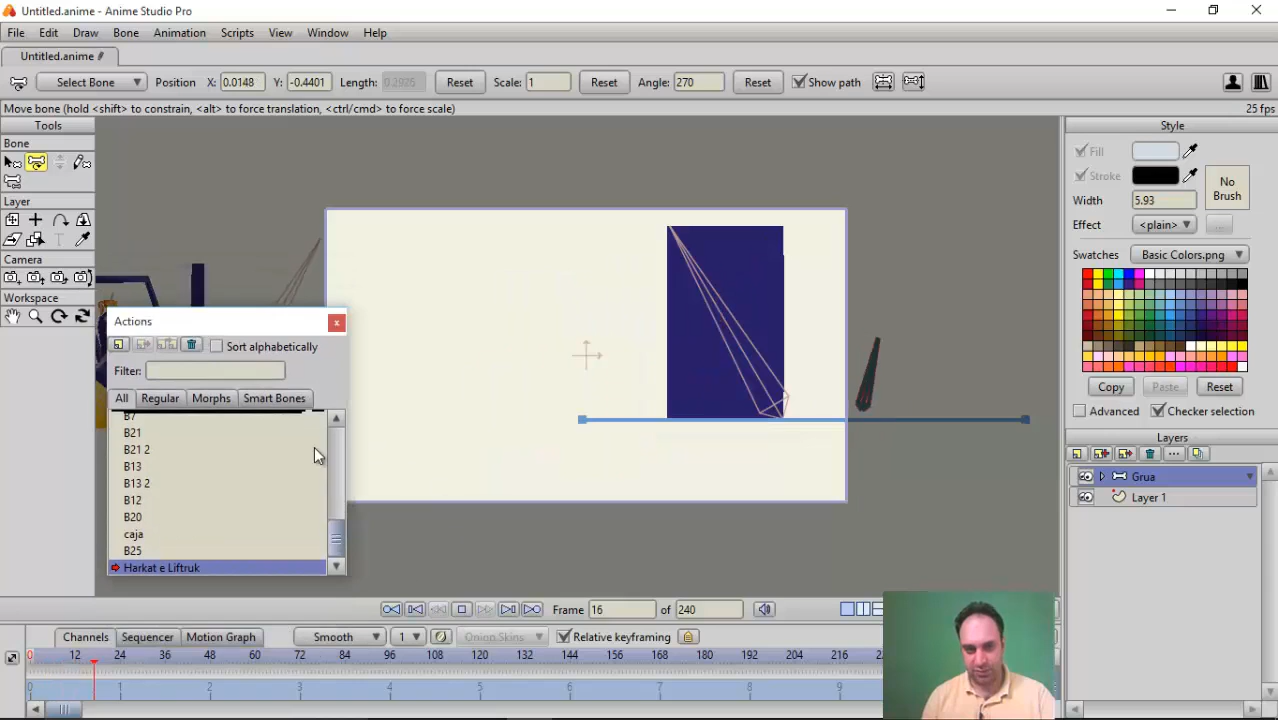 Untitled.anime * - Anime Studio Pro
File Edit Draw Bone Animation Scripts View Window Help
Untitled.anime
Select Bone Position X: 0.0148 Y: -0.4401 Length: 0.2925 Reset Scale: 1 Reset Angle: 270 Reset Show path
Move bone (hold <shift> to constrain, <alt> to force translation, <ctrl/cmd> to force scale) 25 fps
Tools
Bone
Layer
Camera
Workspace
Actions
Sort alphabetically
Filter:
All Regular Morphs Smart Bones
B7
B21
B21 2
B13
B13 2
B12
B20
caja
B25
Harkat e Liftruk
Style
Fill
Stroke
No Brush
Width 5.93
Effect <plain> ...
Swatches Basic Colors.png
Copy Paste Reset
Advanced Checker selection
Layers
Grua
Layer 1
Frame 16 of 240
Channels Sequencer Motion Graph Smooth 1 Onion Skins Relative keyframing
0 12 24 36 48 60 72 84 96 108 120 132 144 156 168 180 192 204 216
0 1 2 3 4 5 6 7 8 9